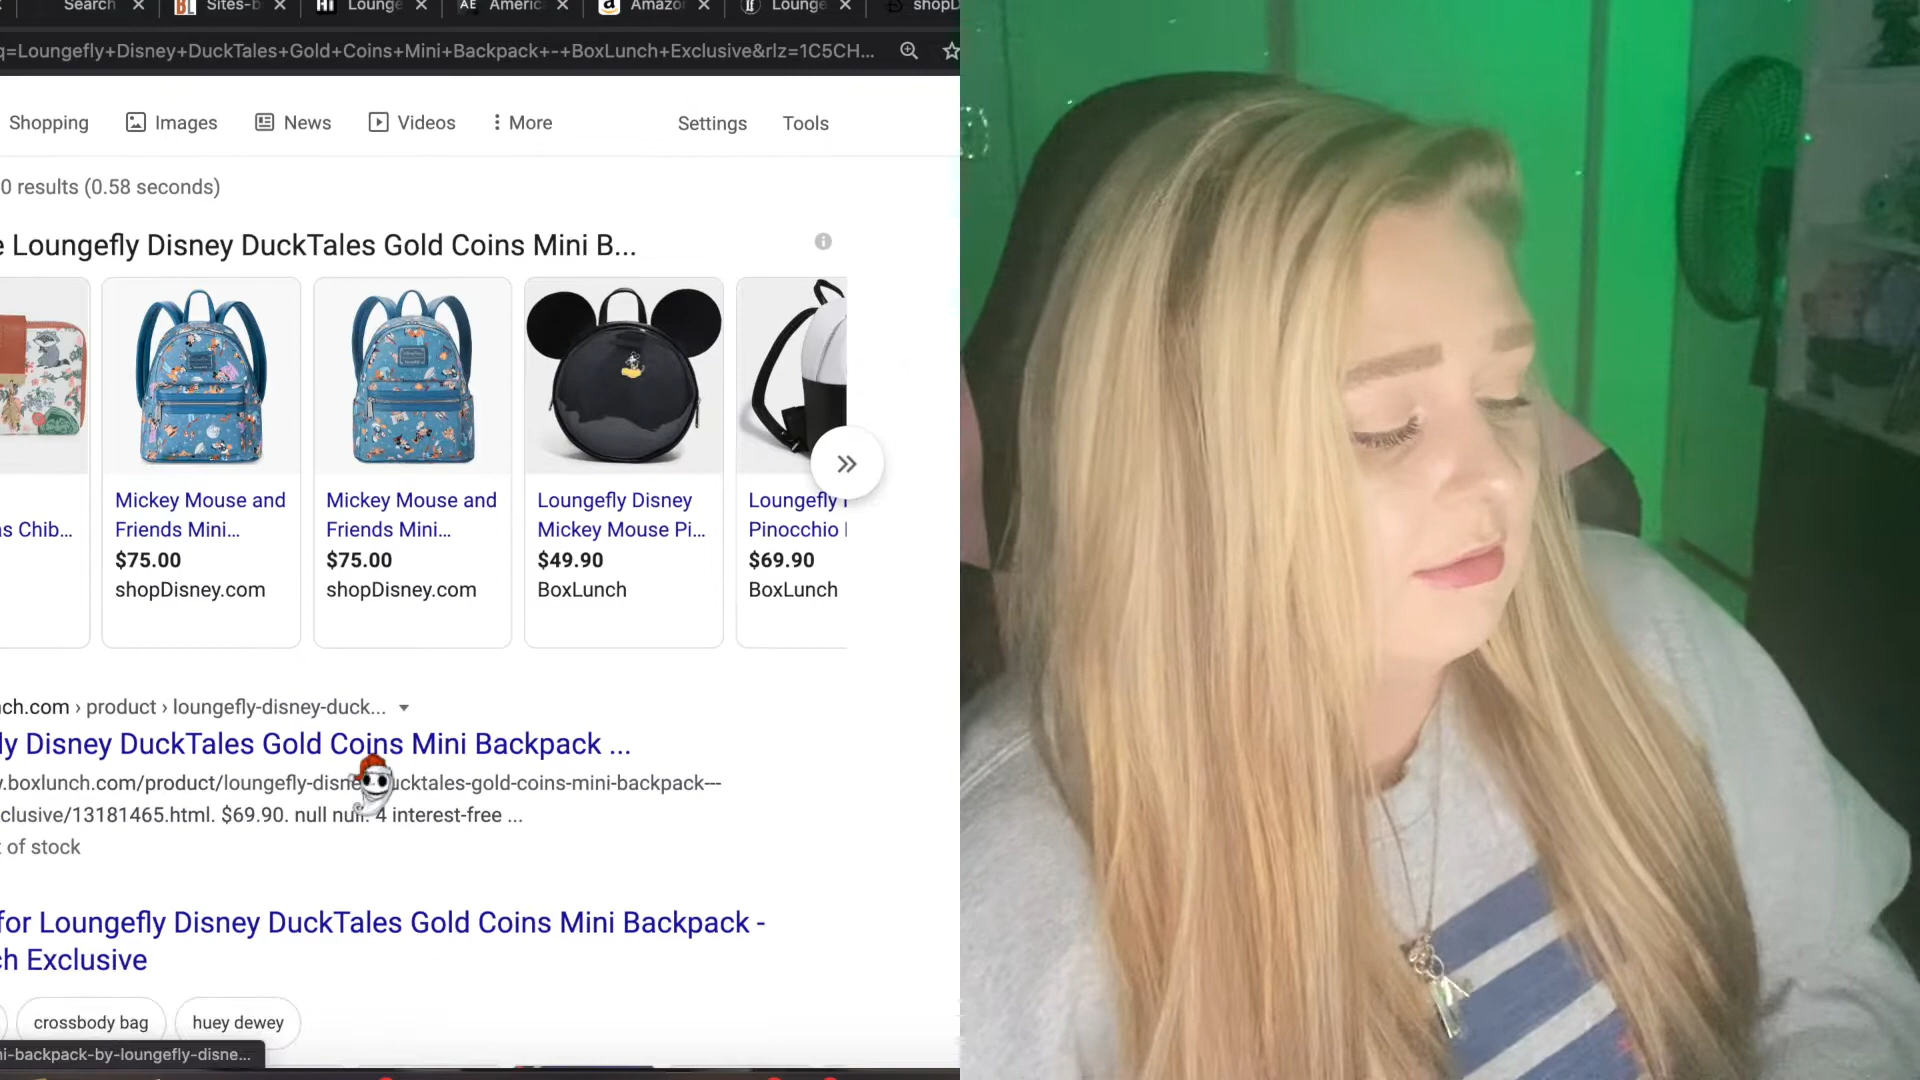 Search
Sites-b
Lounge
AE Americ
Amazo
Lounge
shopD
q=Loungefly+Disney+DuckTales+Gold+Coins+Mini+Backpack+-+BoxLunch+Exclusive&rlz=1C5CH...
Shopping Images News Videos More Settings Tools
0 results (0.58 seconds)
e Loungefly Disney DuckTales Gold Coins Mini B...
as Chib...
Mickey Mouse and
Friends Mini...
$75.00
shopDisney.com
Mickey Mouse and
Friends Mini...
$75.00
shopDisney.com
Loungefly Disney
Mickey Mouse Pi...
$49.90
BoxLunch
Loungefly
Pinocchio
$69.90
BoxLunch
ch.com › product › loungefly-disney-duck...
ly Disney DuckTales Gold Coins Mini Backpack ...
w.boxlunch.com/product/loungefly-disne ucktales-gold-coins-mini-backpack---
clusive/13181465.html. $69.90. null null. 4 interest-free ...
t of stock
for Loungefly Disney DuckTales Gold Coins Mini Backpack -
ch Exclusive
crossbody bag
huey dewey
ni-backpack-by-loungefly-disne...